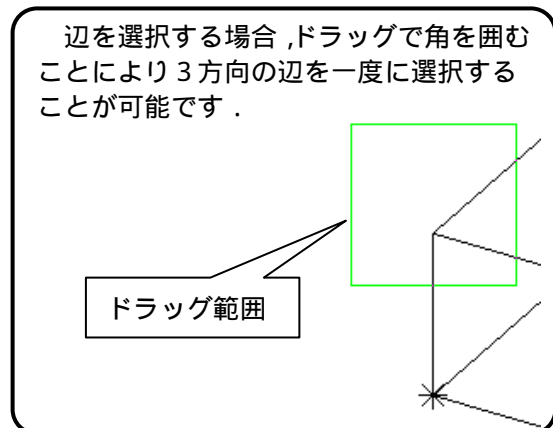 辺を選択する場合,ドラッグで角を囲む
ことにより３方向の辺を一度に選択する
ことが可能です．
ドラッグ範囲